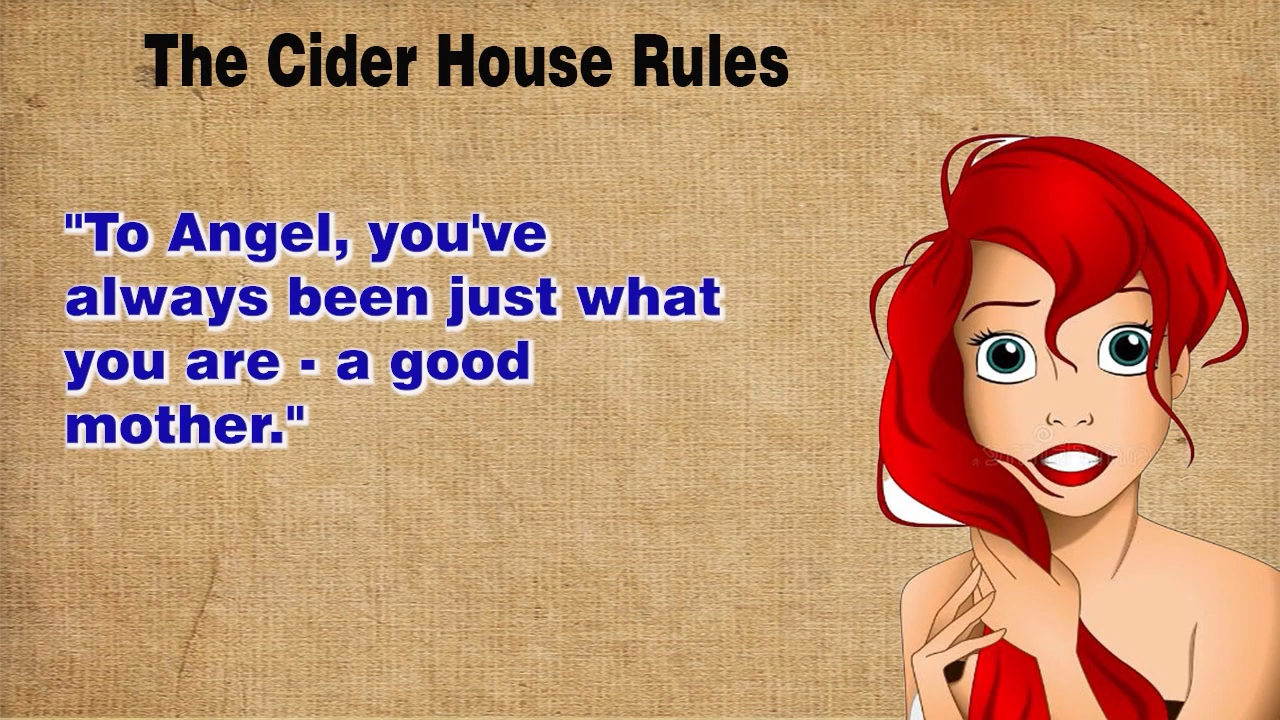 The Cider House Rules
"To Angel, you've
always been just what
you are - a good
mother."